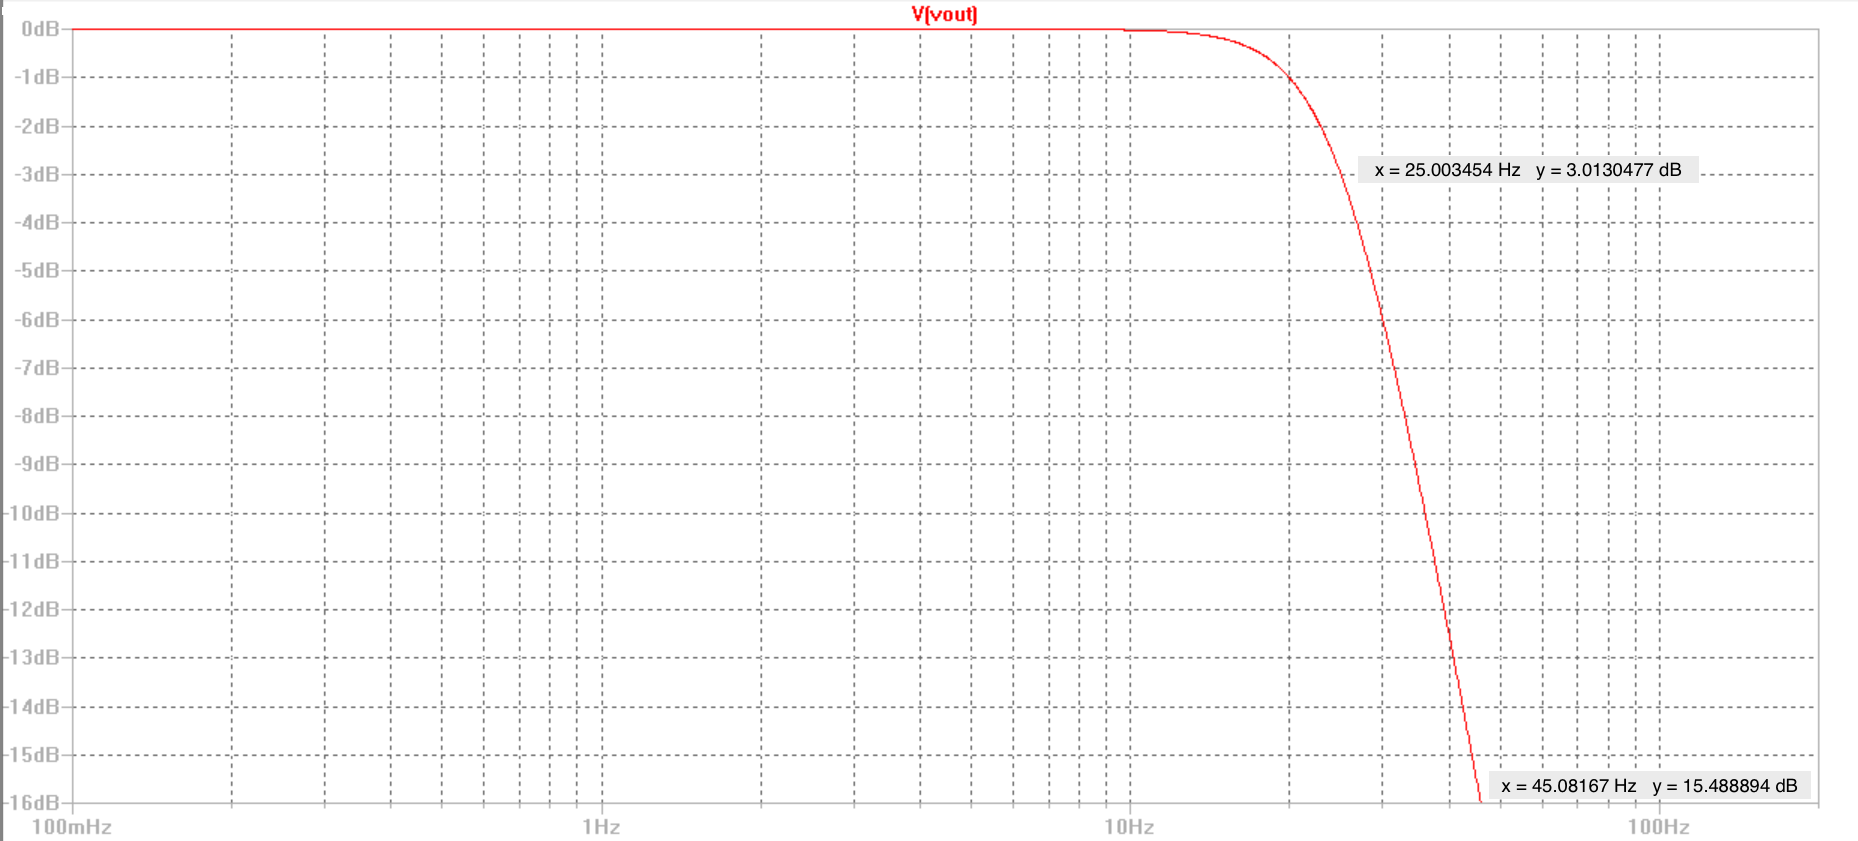 V(vout)
0dB
-1dB
-2dB
-3dB
x = 25.003454 Hz y = 3.0130477 dB
-4dB
-5dB
-6dB
-7dB
-8dB
-9dB
-10dB
-11dB
-12dB
-13dB
-14dB
-15dB
x = 45.08167 Hz y = 15.488894 dB
-16dB
100mHz 1Hz 10Hz 100Hz